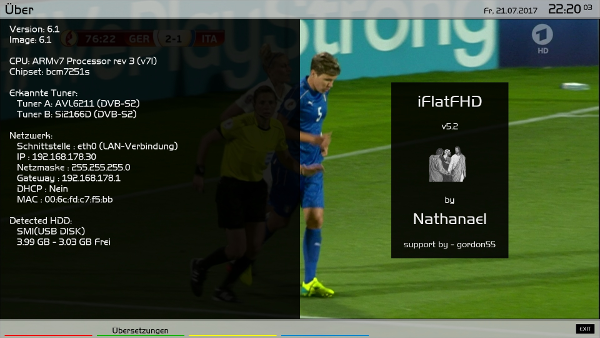 Über
Fr. 21.07.2017 22:20 03
Version: 6.1
Image: 6.1
CPU: ARMv7 Processor rev 3 (v7l)
Chipset: bcm7251s
Erkannte Tuner:
Tuner A: AVL6211 (DVB-S2)
Tuner B: Si2166D (DVB-S2)
Netzwerk:
Schnittstelle : eth0 (LAN-Verbindung)
IP : 192.168.178.30
Netzmaske : 255.255.255.0
Gateway : 192.168.178.1
DHCP : Nein
MAC : 00:6c:fd:c7:f5:bb
Detected HDD:
SMI(USB DISK)
3.99 GB - 3.03 GB Frei
76:22 GER 2-1 ITA
PlayStrong
5
1
HD
iFlatFHD
v5.2
by
Nathanael
support by - gordon55
Übersetzungen
EXIT